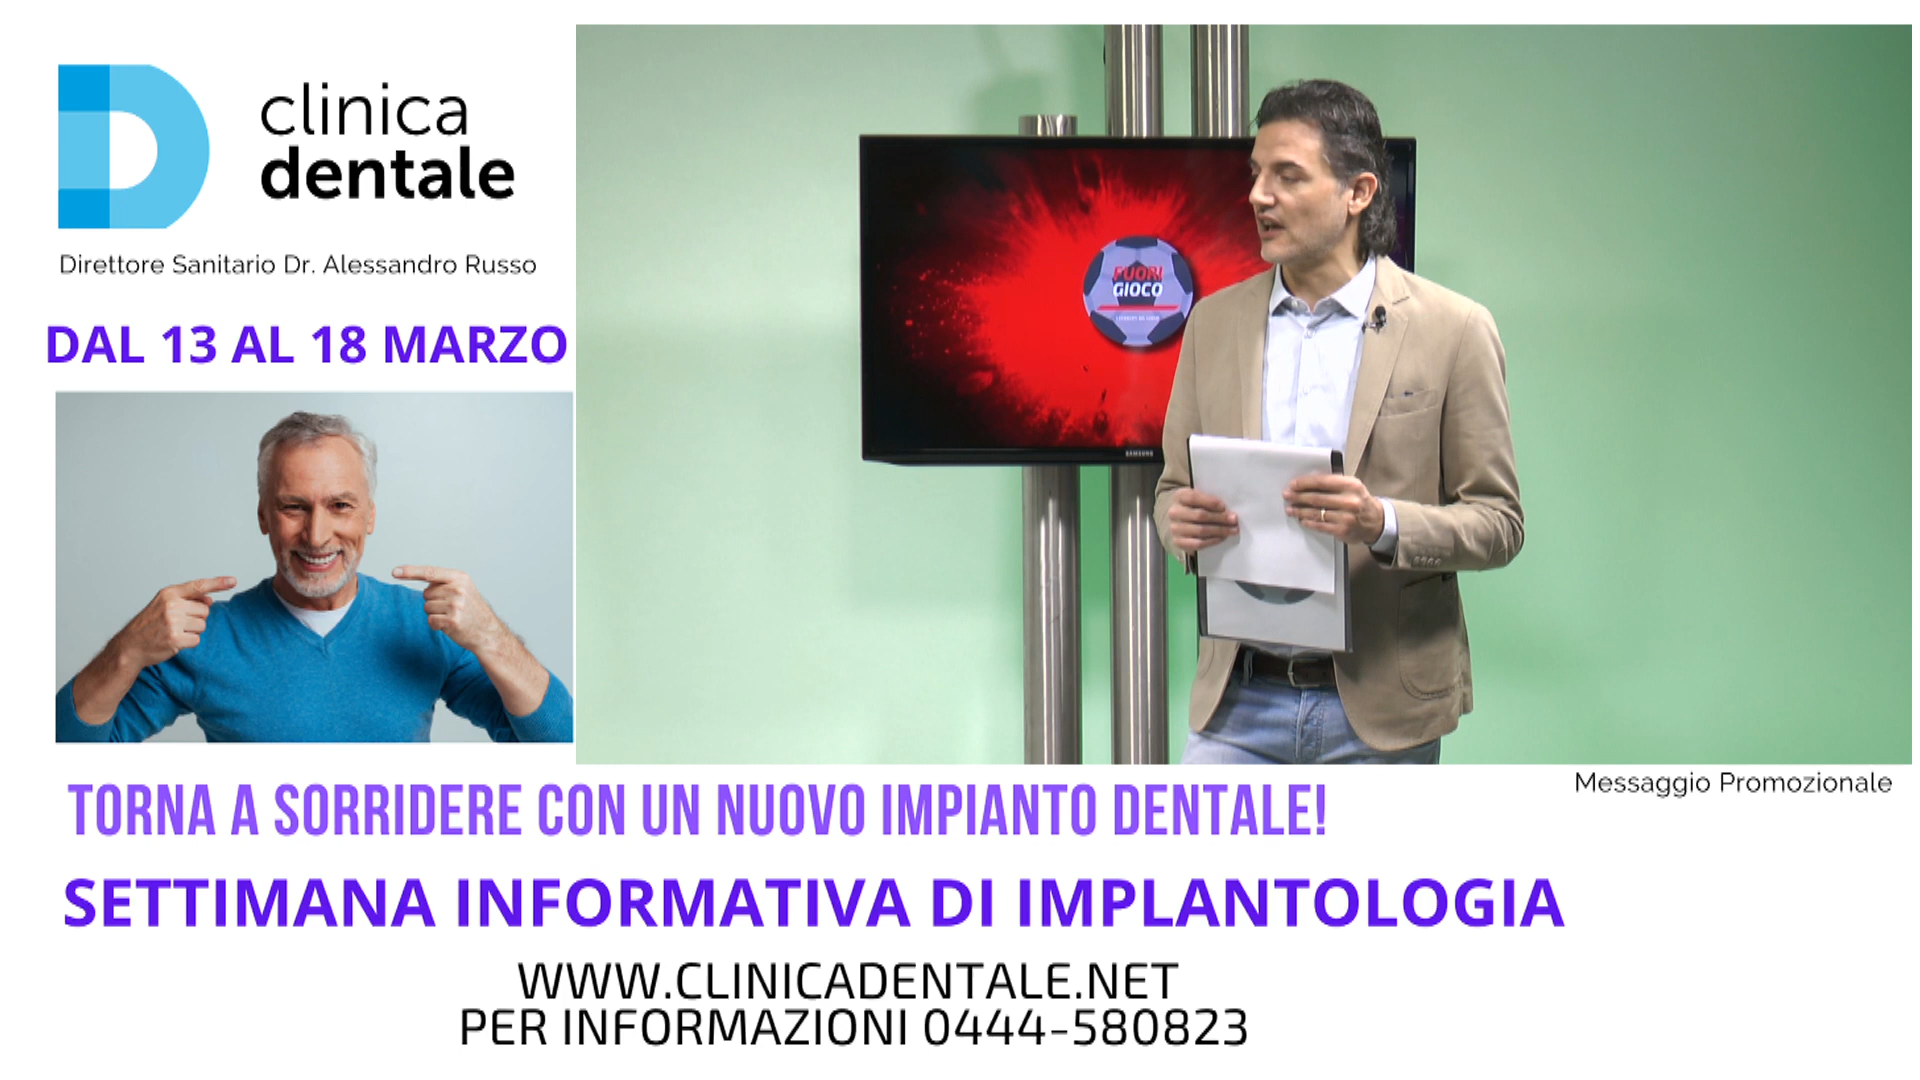 clinica
dentale
Direttore Sanitario Dr. Alessandro Russo
DAL 13 AL 18 MARZO
FUORI
GIOCO
SAMSUNG
Messaggio Promozionale
TORNA A SORRIDERE CON UN NUOVO IMPIANTO DENTALE!
SETTIMANA INFORMATIVA DI IMPLANTOLOGIA
WWW.CLINICADENTALE.NET
PER INFORMAZIONI 0444-580823